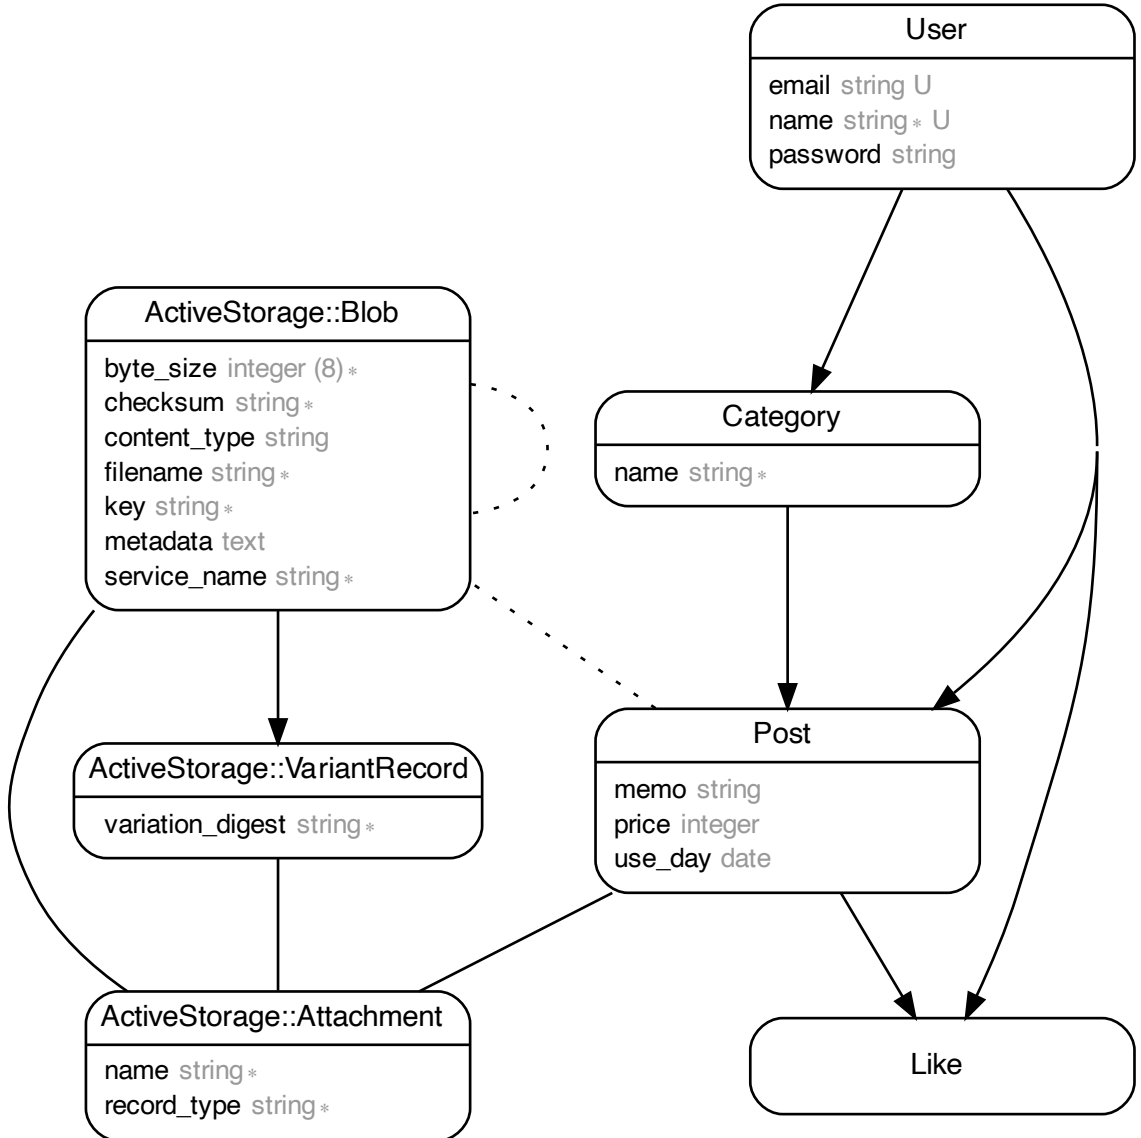 User
email string U
name string∗ U
password string
ActiveStorage::Blob
byte_size integer (8)∗
checksum string∗
content_type string
filename string∗
key string∗
metadata text
service_name string∗
Category
name string∗
ActiveStorage::VariantRecord
variation_digest string∗
Post
memo string
price integer
use_day date
ActiveStorage::Attachment
name string∗
record_type string∗
Like